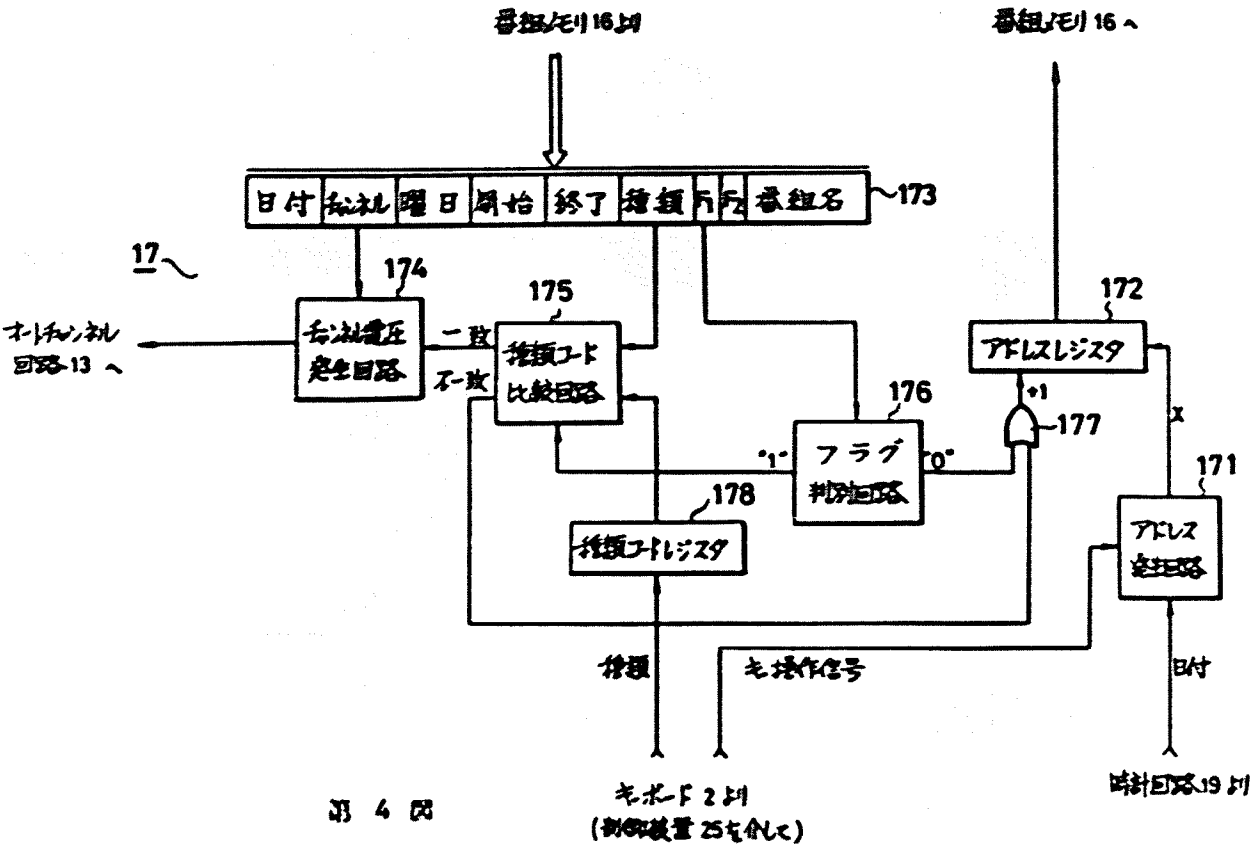 番組メモリ16より
番組メモリ16へ
日付 チャンネル 曜日 開始 終了 種類 F1 F2 番組名
173
17
174
175
172
オートチャンネル
回路13へ
チャンネル電圧
発生回路
一致
不一致
種類コード
比較回路
アドレスレジスタ
+1
177
X
176
"1"
フラグ
判別回路
"0"
171
178
種類コードレジスタ
アドレス
発生回路
種類
キー操作信号
日付
キーボード2より
(制御装置25を介して)
時計回路19より
第4図